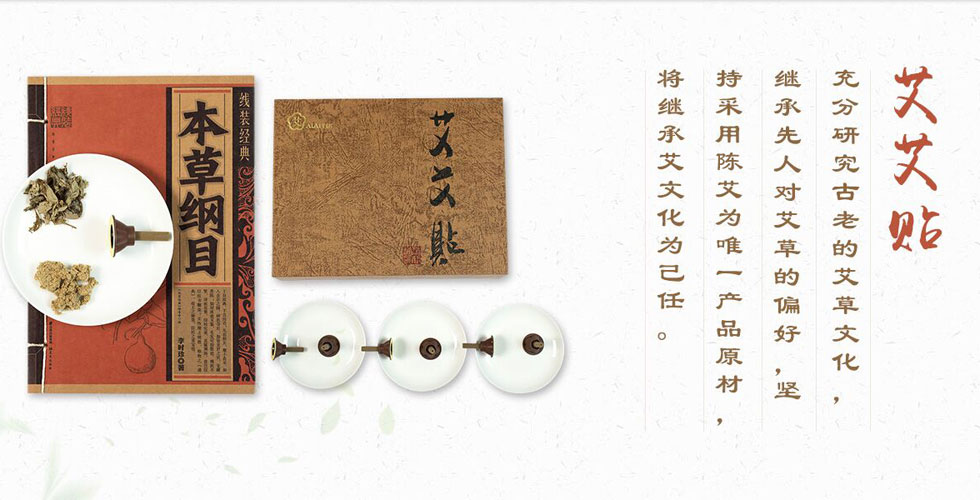 艾艾贴
充分研究古老的艾草文化，
继承先人对艾草的偏好，坚
持采用陈艾为唯一产品原材，
将继承艾文化为己任。
艾艾貼
线装经典
本草纲目
李时珍 著